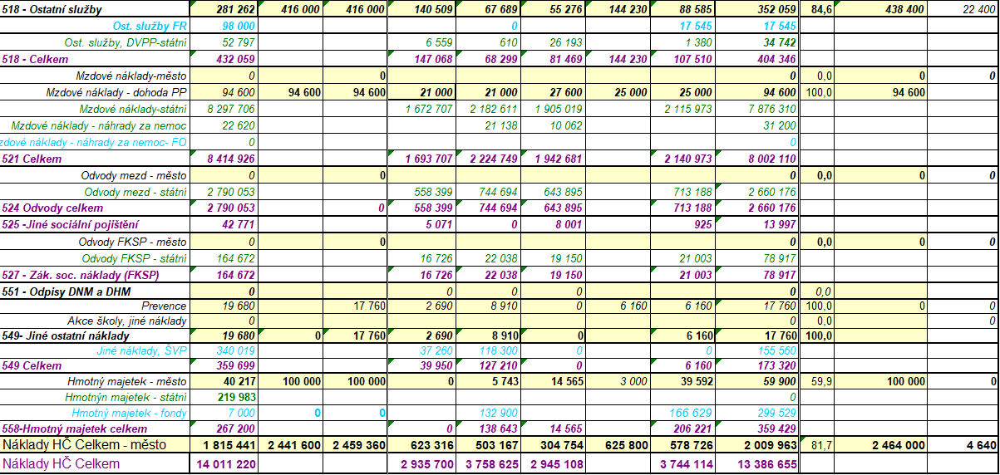 518 - Ostatní služby 281 262 416 000 416 000 140 509 67 689 55 276 144 230 88 585 352 059 84,6 438 400 22 400
Ost. služby FR 98 000 0 17 545 17 545
Ost. služby, DVPP-státní 52 797 6 559 610 26 193 1 380 34 742
518 - Celkem 432 059 147 068 68 299 81 469 144 230 107 510 404 346
Mzdové náklady-město 0 0 0 0,0 0 0
Mzdové náklady - dohoda PP 94 600 94 600 94 600 21 000 21 000 27 600 25 000 25 000 94 600 100,0 94 600
Mzdové náklady-státní 8 297 706 1 672 707 2 182 611 1 905 019 2 115 973 7 876 310
Mzdové náklady - náhrady za nemoc 22 620 21 138 10 062 31 200
zdové náklady - náhrady za nemoc- FO 0 0
521 Celkem 8 414 926 1 693 707 2 224 749 1 942 681 2 140 973 8 002 110
Odvody mezd - město 0 0 0 0,0 0 0
Odvody mezd - státní 2 790 053 558 399 744 694 643 895 713 188 2 660 176
524 Odvody celkem 2 790 053 0 558 399 744 694 643 895 713 188 2 660 176
525 -Jiné sociální pojištění 42 771 5 071 0 8 001 925 13 997
Odvody FKSP - město 0 0 0 0,0 0 0
Odvody FKSP - státní 164 672 16 726 22 038 19 150 21 003 78 917
527 - Zák. soc. náklady (FKSP) 164 672 16 726 22 038 19 150 21 003 78 917
551 - Odpisy DNM a DHM 0 0 0 0 0 0,0
Prevence 19 680 17 760 2 690 8 910 0 6 160 6 160 17 760 100,0 0 0
Akce školy, jiné náklady 0 0 0,0 0
549- Jiné ostatní náklady 19 680 0 17 760 2 690 8 910 0 6 160 17 760 100,0
Jiné náklady, ŠVP 340 019 37 260 118 300 0 0 155 560
549 Celkem 359 699 39 950 127 210 0 6 160 173 320
Hmotný majetek - město 40 217 100 000 100 000 0 5 743 14 565 3 000 39 592 59 900 59,9 100 000 0
Hmotnýn majetek - státní 219 983 0
Hmotný majetek - fondy 7 000 0 0 132 900 166 629 299 529
558-Hmotný majetek celkem 267 200 0 138 643 14 565 206 221 359 429
Náklady HČ Celkem - město 1 815 441 2 441 600 2 459 360 623 316 503 167 304 754 625 800 578 726 2 009 963 81,7 2 464 000 4 640
Náklady HČ Celkem 14 011 220 2 935 700 3 758 625 2 945 108 3 744 114 13 386 655